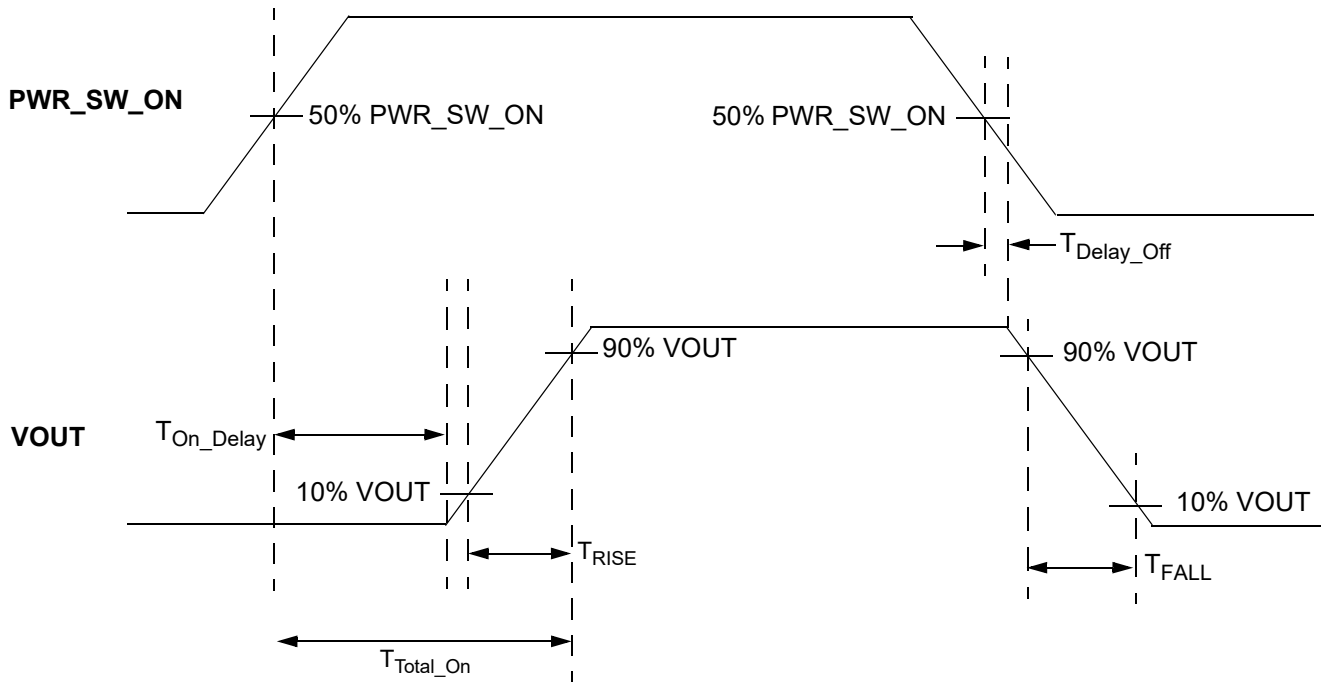 PWR_SW_ON
50% PWR_SW_ON
50% PWR_SW_ON
TDelay_Off
90% VOUT
90% VOUT
VOUT
TOn_Delay
10% VOUT
10% VOUT
TRISE
TFALL
TTotal_On